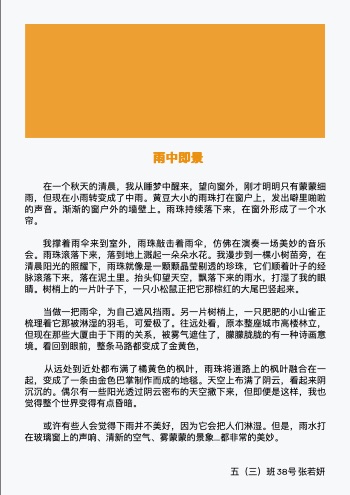 雨中即景
在一个秋天的清晨，我从睡梦中醒来，望向窗外，刚才明明只有蒙蒙细
雨，但现在小雨转变成了中雨。黄豆大小的雨珠打在窗户上，发出噼里啪啦
的声音。渐渐的窗户外的墙壁上。雨珠持续落下来，在窗外形成了一个水
帘。
我撑着雨伞来到室外，雨珠敲击着雨伞，仿佛在演奏一场美妙的音乐
会。雨珠滚落下来，落到地上溅起一朵朵水花。我漫步到一棵小树苗旁，在
清晨阳光的照耀下，雨珠就像是一颗颗晶莹剔透的珍珠，它们顺着叶子的经
脉滚落下来，落在泥土里。抬头仰望天空，飘落下来的雨水，打湿了我的眼
睛。树梢上的一片叶子下，一只小松鼠正把它那棕红的大尾巴竖起来。
当做一把雨伞，为自己遮风挡雨。另一片树梢上，一只肥肥的小山雀正
梳理着它那被淋湿的羽毛，可爱极了。往远处看，原本整座城市高楼林立，
但现在那些大厦由于下雨的关系，被雾气遮住了，朦朦胧胧的有一种诗画意
境。看回到眼前，整条马路都变成了金黄色，
从远处到近处都布满了橘黄色的枫叶，雨珠将道路上的枫叶融合在一
起，变成了一条由金色巴掌制作而成的地毯。天空上布满了阴云，看起来阴
沉沉的。偶尔有一些阳光透过阴云密布的天空撒下来，但即便是这样，我也
觉得整个世界变得有点昏暗。
或许有些人会觉得下雨并不美好，因为它会把人们淋湿。但是，雨水打
在玻璃窗上的声响、清新的空气、雾蒙蒙的景象...都非常的美妙。
五（三）班 38号 张若妍